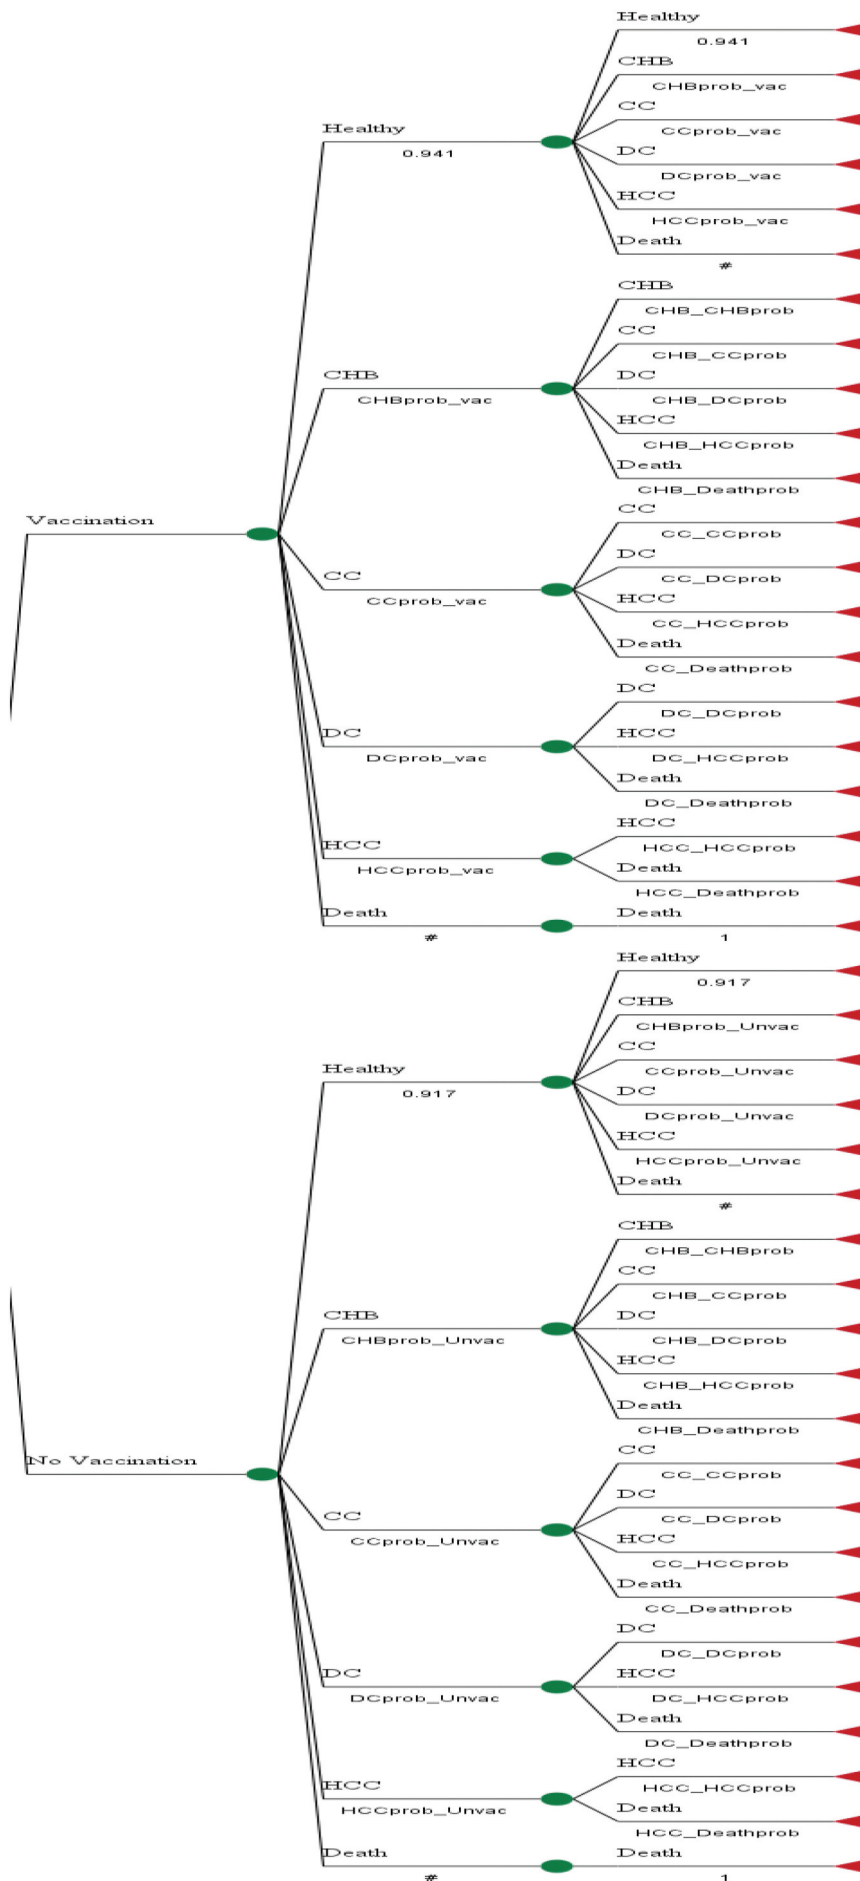 Healthy
0.941
CHB
CHBprob_vac
CC
CCprob_vac
DC
DCprob_vac
HCC
HCCprob_vac
Death
#
Healthy
0.941
CHB
CHB_CHBprob
CC
CHB_CCprob
DC
CHB_DCprob
HCC
CHB_HCCprob
Death
CHB_Deathprob
CHB
CHBprob_vac
CC
CC_CCprob
DC
CC_DCprob
HCC
CC_HCCprob
Death
CC_Deathprob
Vaccination
CC
CCprob_vac
DC
DC_DCprob
HCC
DC_HCCprob
Death
DC_Deathprob
DC
DCprob_vac
HCC
HCC_HCCprob
Death
HCC_Deathprob
HCC
HCCprob_vac
Death
#
Death
1
Healthy
0.917
CHB
CHBprob_Unvac
CC
CCprob_Unvac
DC
DCprob_Unvac
HCC
HCCprob_Unvac
Death
#
Healthy
0.917
CHB
CHB_CHBprob
CC
CHB_CCprob
DC
CHB_DCprob
HCC
CHB_HCCprob
Death
CHB_Deathprob
CHB
CHBprob_Unvac
CC
CC_CCprob
DC
CC_DCprob
HCC
CC_HCCprob
Death
CC_Deathprob
No Vaccination
CC
CCprob_Unvac
DC
DC_DCprob
HCC
DC_HCCprob
Death
DC_Deathprob
DC
DCprob_Unvac
HCC
HCC_HCCprob
Death
HCC_Deathprob
HCC
HCCprob_Unvac
Death
#
Death
1